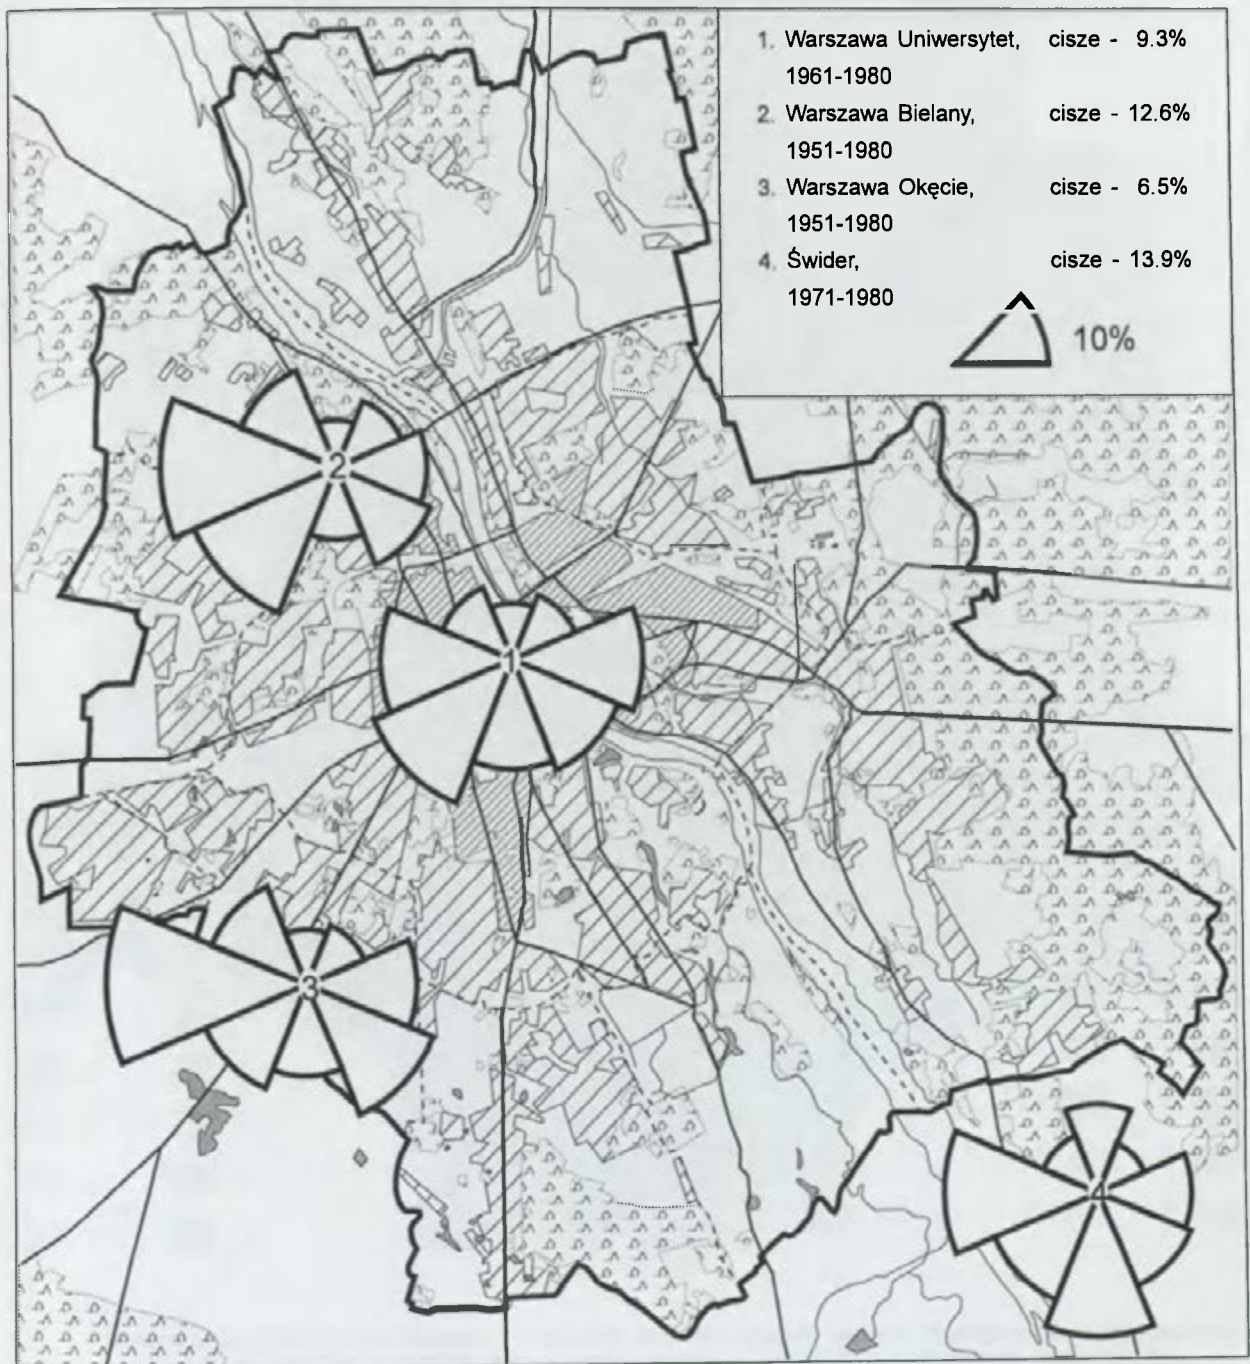 1. Warszawa Uniwersytet, cisze - 9.3%
1961-1980
2. Warszawa Bielany, cisze - 12.6%
1951-1980
3. Warszawa Okęcie, cisze - 6.5%
1951-1980
4. Świder, cisze - 13.9%
1971-1980
10%
2
1
3
4